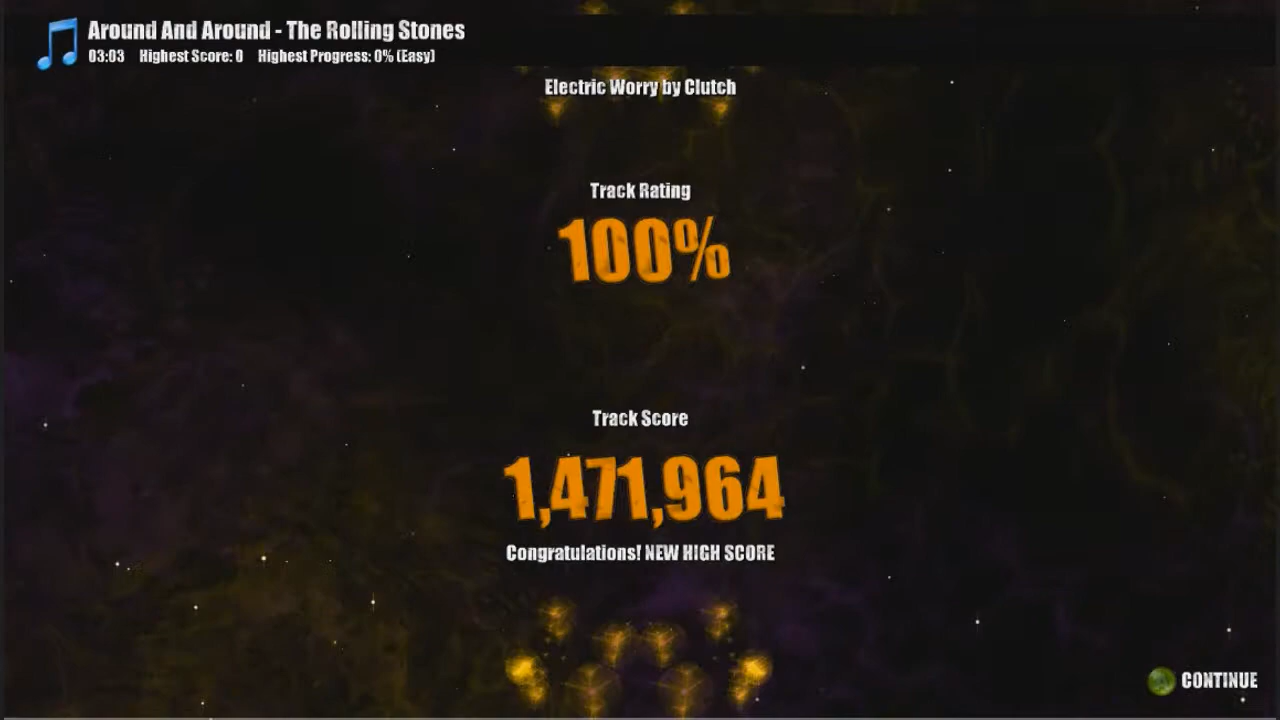 Around And Around - The Rolling Stones
03:03 Highest Score: 0 Highest Progress: 0% (Easy)
Electric Worry by Clutch
Track Rating
100%
Track Score
1,471,964
Congratulations! NEW HIGH SCORE
CONTINUE